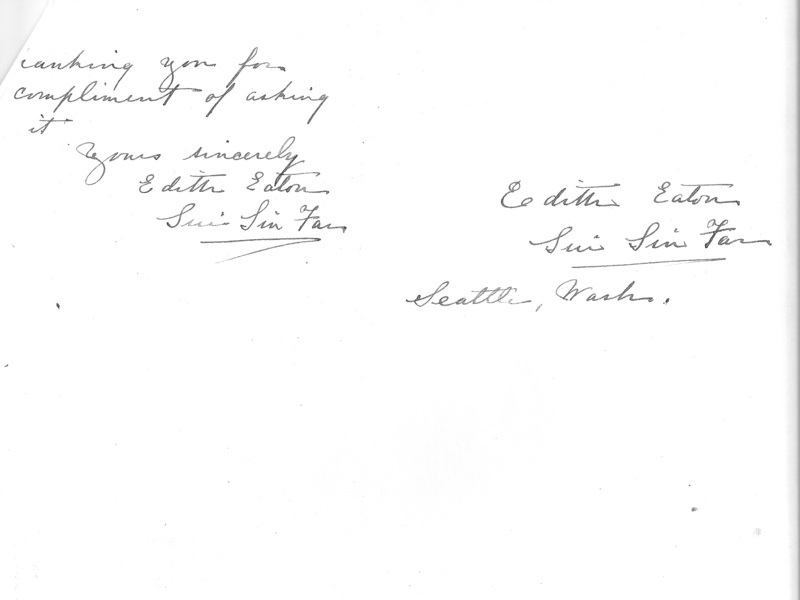 anking you for
compliment of asking
it
Yours sincerely
Edith Eaton
Sui Sin Far
Edith Eaton
Sui Sin Far
Seattle, Wash.